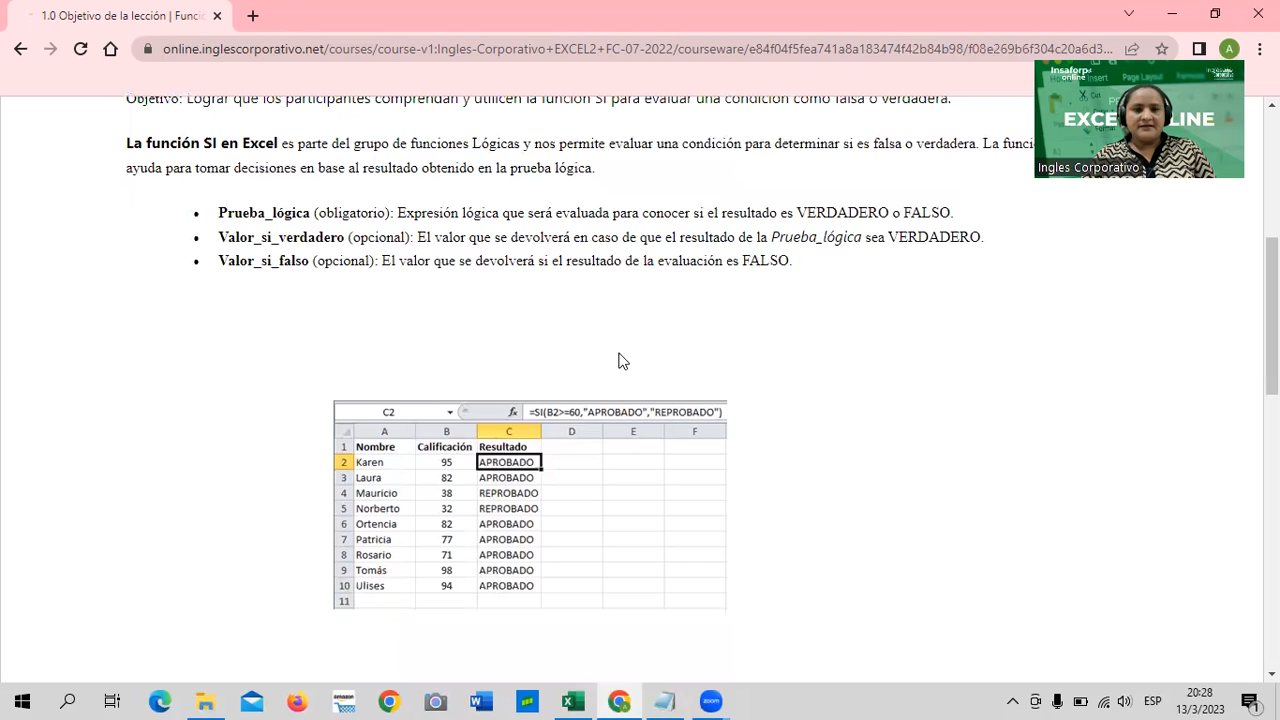 1.0 Objetivo de la lección | Funci
online.inglescorporativo.net/courses/course-v1:Ingles-Corporativo+EXCEL2+FC-07-2022/courseware/e84f04f5fea741a8a183474f42b84b98/f08e269b6f304c20a6d3...
A
Objetivo: Lograr que los participantes comprendan y utilicen la función SI para evaluar una condición como falsa o verdadera.
La función SI en Excel es parte del grupo de funciones Lógicas y nos permite evaluar una condición para determinar si es falsa o verdadera. La funci
ayuda para tomar decisiones en base al resultado obtenido en la prueba lógica.
Insaforp
online
Insert Page Layout
Cut
EXCEL LINE
Ingles Corporativo
• Prueba_lógica (obligatorio): Expresión lógica que será evaluada para conocer si el resultado es VERDADERO o FALSO.
• Valor_si_verdadero (opcional): El valor que se devolverá en caso de que el resultado de la Prueba_lógica sea VERDADERO.
• Valor_si_falso (opcional): El valor que se devolverá si el resultado de la evaluación es FALSO.
C2 fx =SI(B2>=60,"APROBADO","REPROBADO")
A B C D E F
1 Nombre Calificación Resultado
2 Karen 95 APROBADO
3 Laura 82 APROBADO
4 Mauricio 38 REPROBADO
5 Norberto 32 REPROBADO
6 Ortencia 82 APROBADO
7 Patricia 77 APROBADO
8 Rosario 71 APROBADO
9 Tomás 98 APROBADO
10 Ulises 94 APROBADO
11
ESP
20:28
13/3/2023